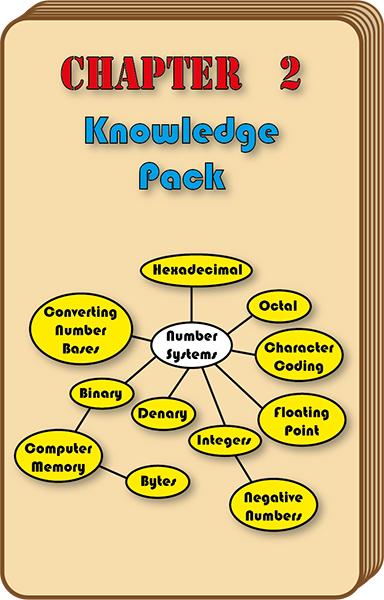 CHAPTER 2
Knowledge
Pack
Hexadecimal
Octal
Converting
Number
Bases
Number
Systems
Character
Coding
Binary
Denary
Floating
Point
Integers
Computer
Memory
Bytes
Negative
Numbers